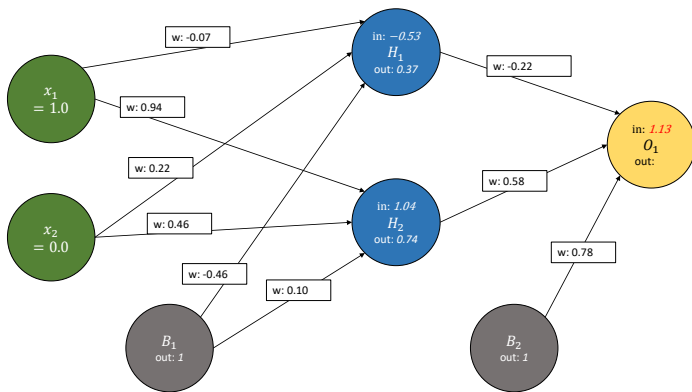 w: -0.07
in: −0.53
H₁
out: 0.37
w: -0.22
x₁
= 1.0
w: 0.94
in: 1.13
O₁
out:
w: 0.22
w: 0.58
x₂
= 0.0
w: 0.46
in: 1.04
H₂
out: 0.74
w: 0.78
w: -0.46
w: 0.10
B₁
out: 1
B₂
out: 1